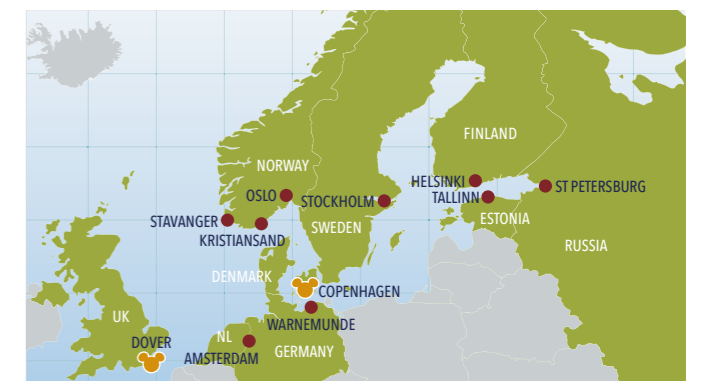 FINLAND
NORWAY
HELSINKI
ST PETERSBURG
OSLO
STOCKHOLM
TALLINN
STAVANGER
ESTONIA
SWEDEN
KRISTIANSAND
RUSSIA
DENMARK
COPENHAGEN
UK
WARNEMUNDE
NL
DOVER
GERMANY
AMSTERDAM